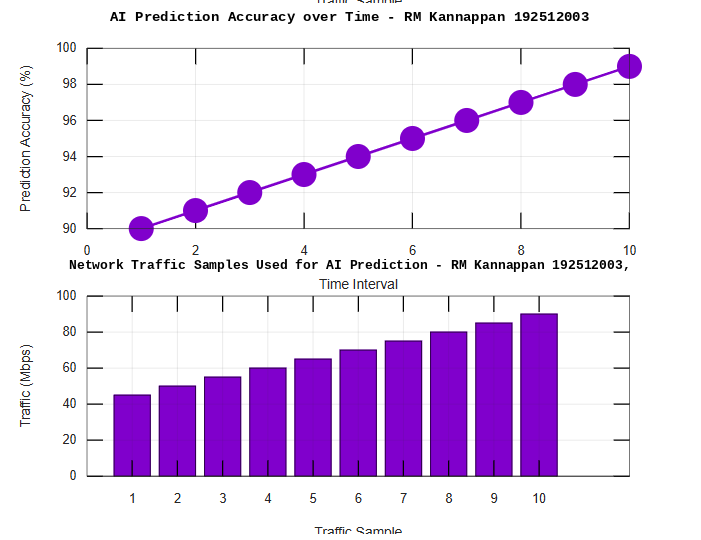 Traffic Sample
AI Prediction Accuracy over Time - RM Kannappan 192512003
Prediction Accuracy (%)
100
98
96
94
92
90
0 2 4 6 8 10
Network Traffic Samples Used for AI Prediction - RM Kannappan 192512003,
Time Interval
Traffic (Mbps)
100
80
60
40
20
0
1 2 3 4 5 6 7 8 9 10
Traffic Sample